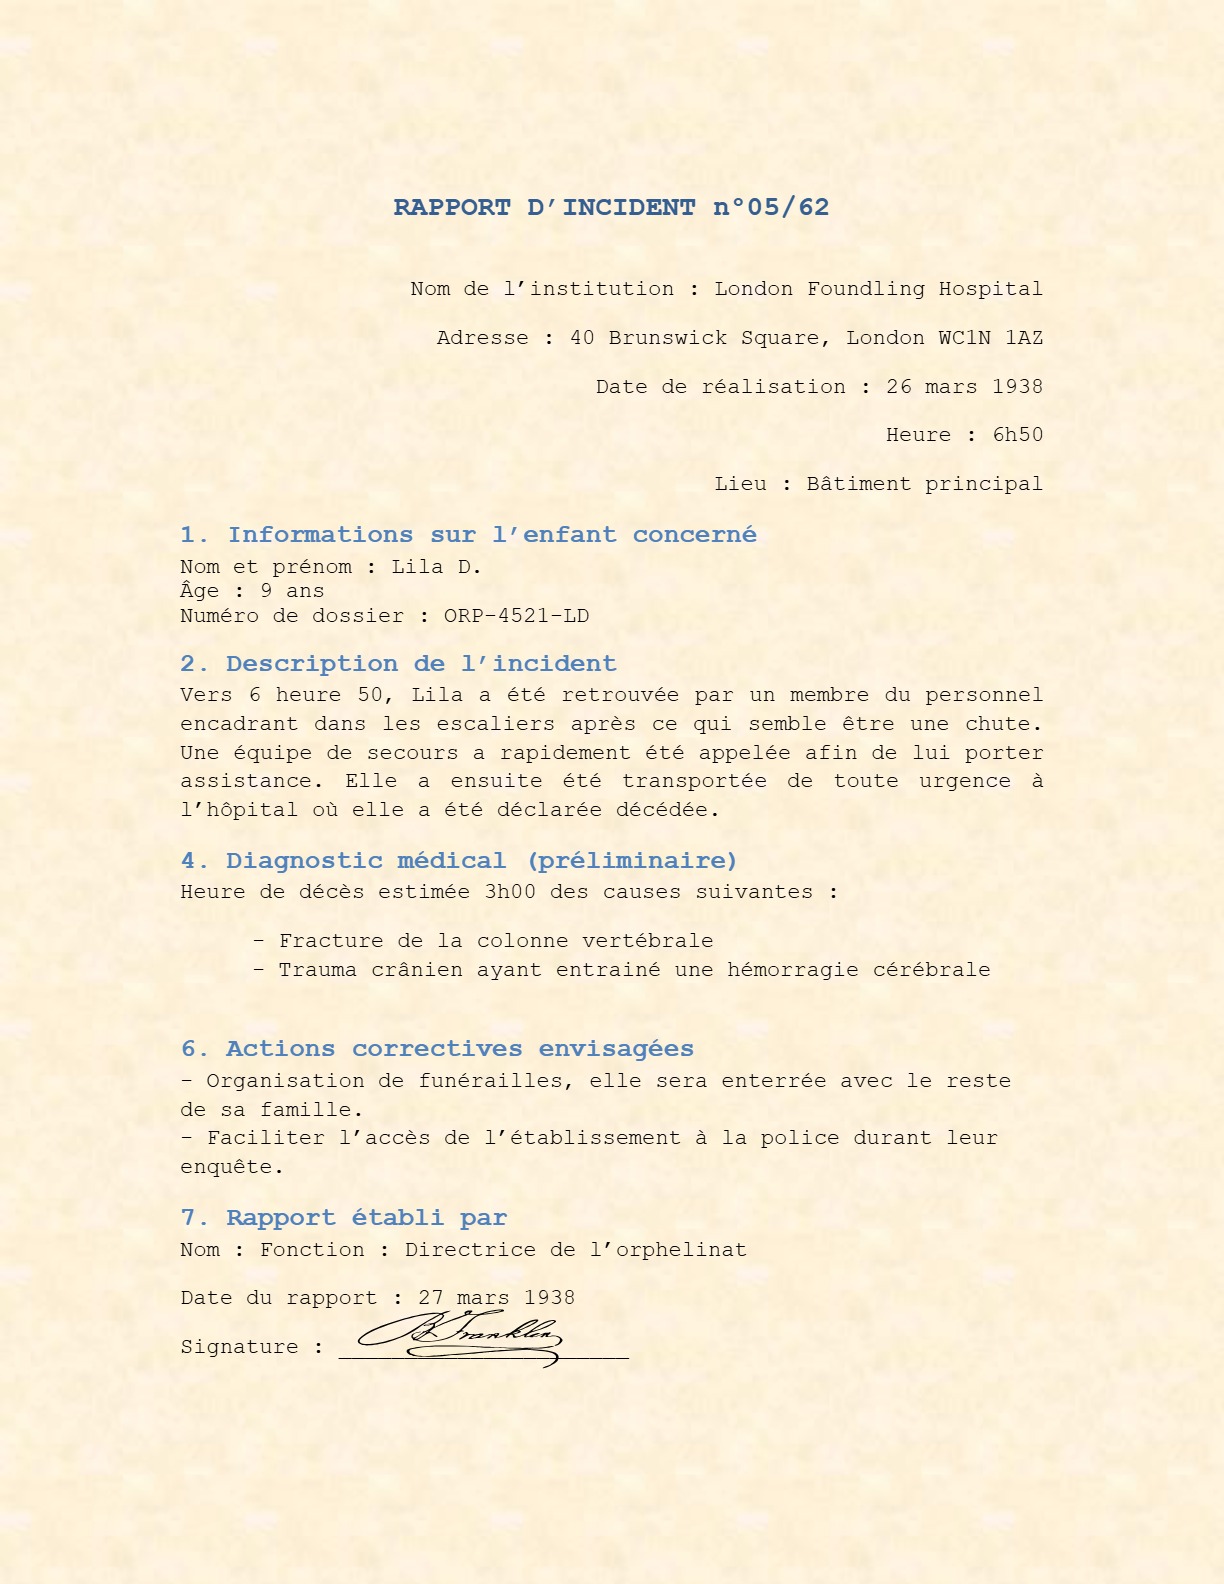 RAPPORT D’INCIDENT n°05/62
Nom de l’institution : London Foundling Hospital
Adresse : 40 Brunswick Square, London WC1N 1AZ
Date de réalisation : 26 mars 1938
Heure : 6h50
Lieu : Bâtiment principal
1. Informations sur l’enfant concerné
Nom et prénom : Lila D.
Âge : 9 ans
Numéro de dossier : ORP-4521-LD
2. Description de l’incident
Vers 6 heure 50, Lila a été retrouvée par un membre du personnel
encadrant dans les escaliers après ce qui semble être une chute.
Une équipe de secours a rapidement été appelée afin de lui porter
assistance. Elle a ensuite été transportée de toute urgence à
l’hôpital où elle a été déclarée décédée.
4. Diagnostic médical (préliminaire)
Heure de décès estimée 3h00 des causes suivantes :
- Fracture de la colonne vertébrale
- Trauma crânien ayant entrainé une hémorragie cérébrale
6. Actions correctives envisagées
- Organisation de funérailles, elle sera enterrée avec le reste
de sa famille.
- Faciliter l’accès de l’établissement à la police durant leur
enquête.
7. Rapport établi par
Nom : Fonction : Directrice de l’orphelinat
Date du rapport : 27 mars 1938
Signature : B Franklin